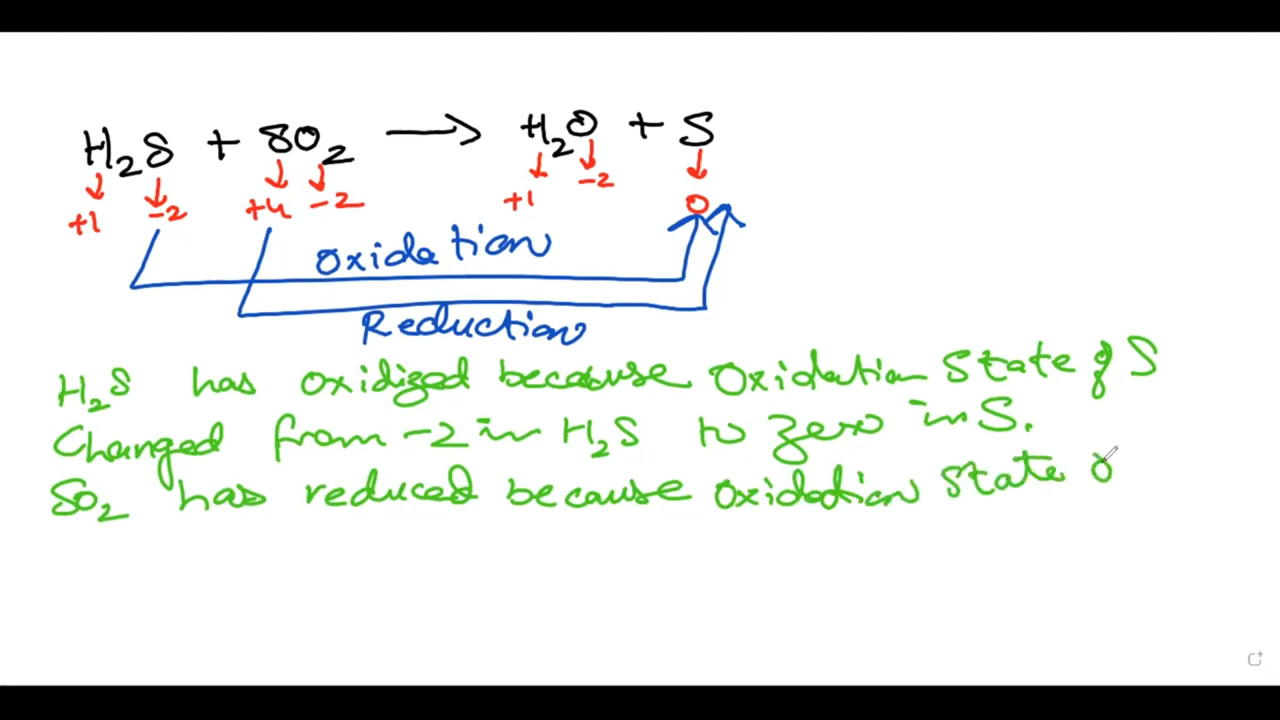 H₂S + SO₂ → H₂O + S
+1 -2 +4 -2 +1 -2 0
Oxidation
Reduction
H₂S has oxidized because Oxidation State of S
Changed from -2 in H₂S to zero in S.
SO₂ has reduced because oxidation State o